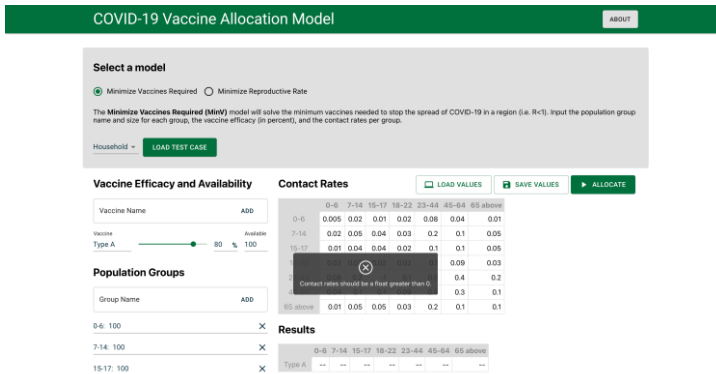 COVID-19 Vaccine Allocation Model
ABOUT
Select a model
Minimize Vaccines Required
Minimize Reproductive Rate
The Minimize Vaccines Required (MinV) model will solve the minimum vaccines needed to stop the spread of COVID-19 in a region (i.e. R<1). Input the population group
name and size for each group, the vaccine efficacy (in percent), and the contact rates per group.
Household
LOAD TEST CASE
Vaccine Efficacy and Availability
Vaccine Name ADD
Vaccine Available
Type A 80 % 100
Population Groups
Group Name ADD
0-6: 100
7-14: 100
15-17: 100
Contact Rates
LOAD VALUES
SAVE VALUES
ALLOCATE
0-6 7-14 15-17 18-22 23-44 45-64 65 above
0-6 0.005 0.02 0.01 0.02 0.08 0.04 0.01
7-14 0.02 0.05 0.04 0.03 0.2 0.1 0.05
15-17 0.01 0.04 0.04 0.02 0.1 0.1 0.05
0.09 0.03
0.4 0.2
0.3 0.1
Contact rates should be a float greater than 0.
65 above 0.01 0.05 0.05 0.03 0.2 0.1 0.1
Results
0-6 7-14 15-17 18-22 23-44 45-64 65 above
Type A -- -- -- -- -- -- --